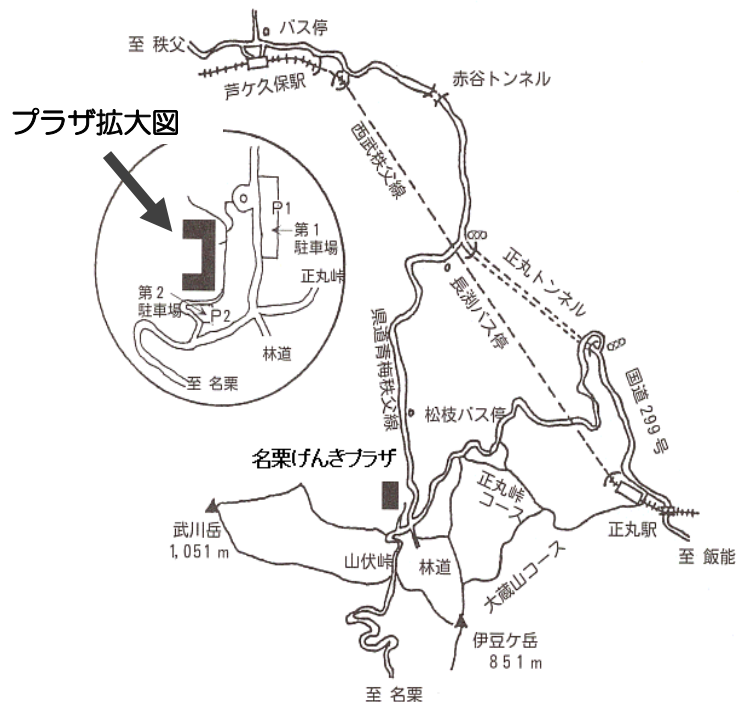 バス停
至 秩父
芦ケ久保駅
赤谷トンネル
プラザ拡大図
西武秩父線
P1
第1
駐車場
正丸峠
第2
駐車場
P2
林道
至 名栗
正丸トンネル
長渕バス停
県道青梅秩父線
国道299号
松枝バス停
名栗げんきプラザ
正丸峠
コース
武川岳
1,051m
山伏峠
林道
大蔵山コース
正丸駅
至 飯能
伊豆ケ岳
851m
至 名栗